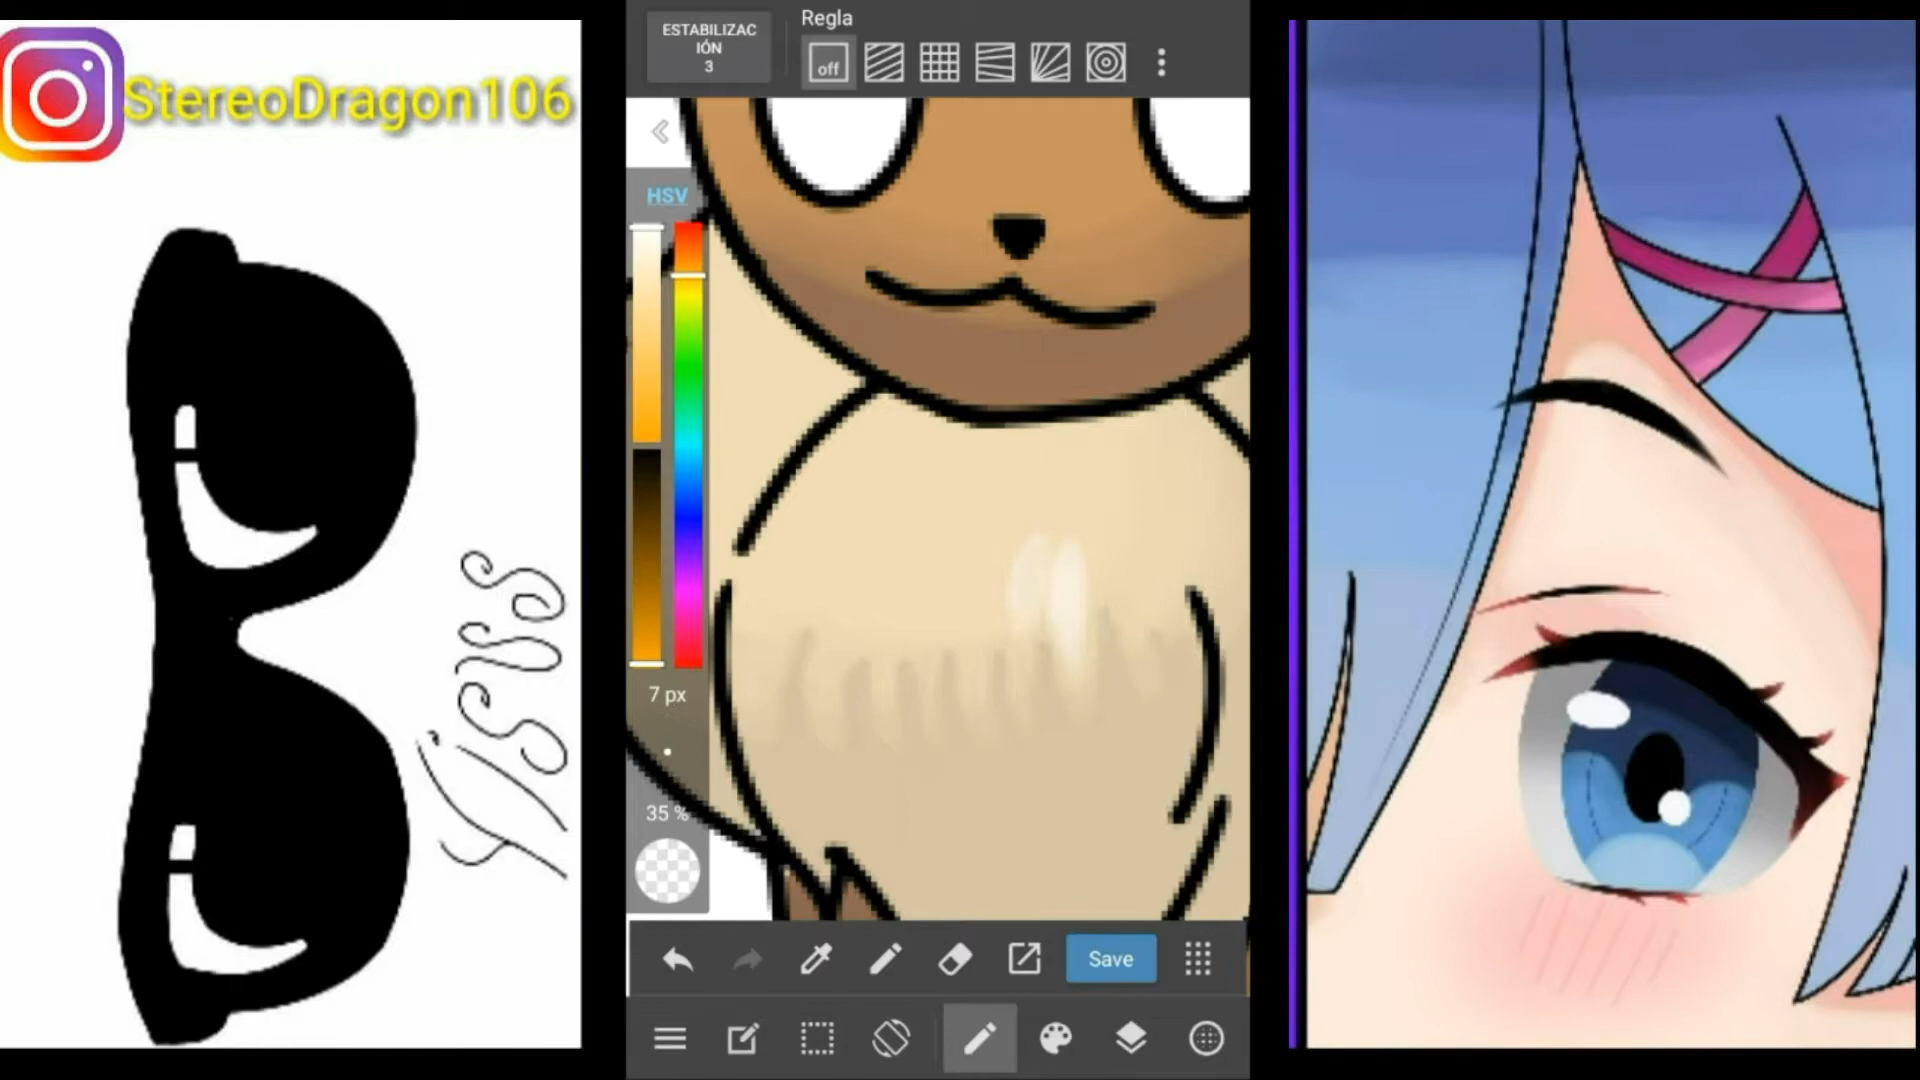 StereoDragon106
ESTABILIZAC
IÓN
3
Regla
off
HSV
7 px
35 %
Save